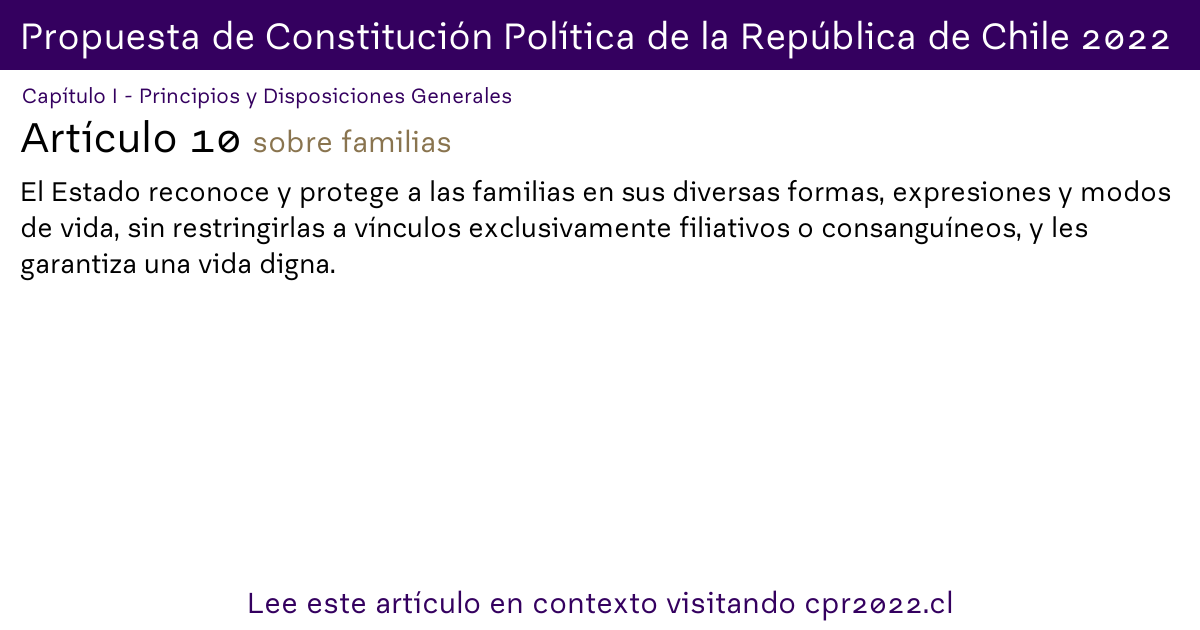 Propuesta de Constitución Política de la República de Chile 2022
Capítulo I - Principios y Disposiciones Generales
Artículo 10 sobre familias
El Estado reconoce y protege a las familias en sus diversas formas, expresiones y modos
de vida, sin restringirlas a vínculos exclusivamente filiativos o consanguíneos, y les
garantiza una vida digna.
Lee este artículo en contexto visitando cpr2022.cl